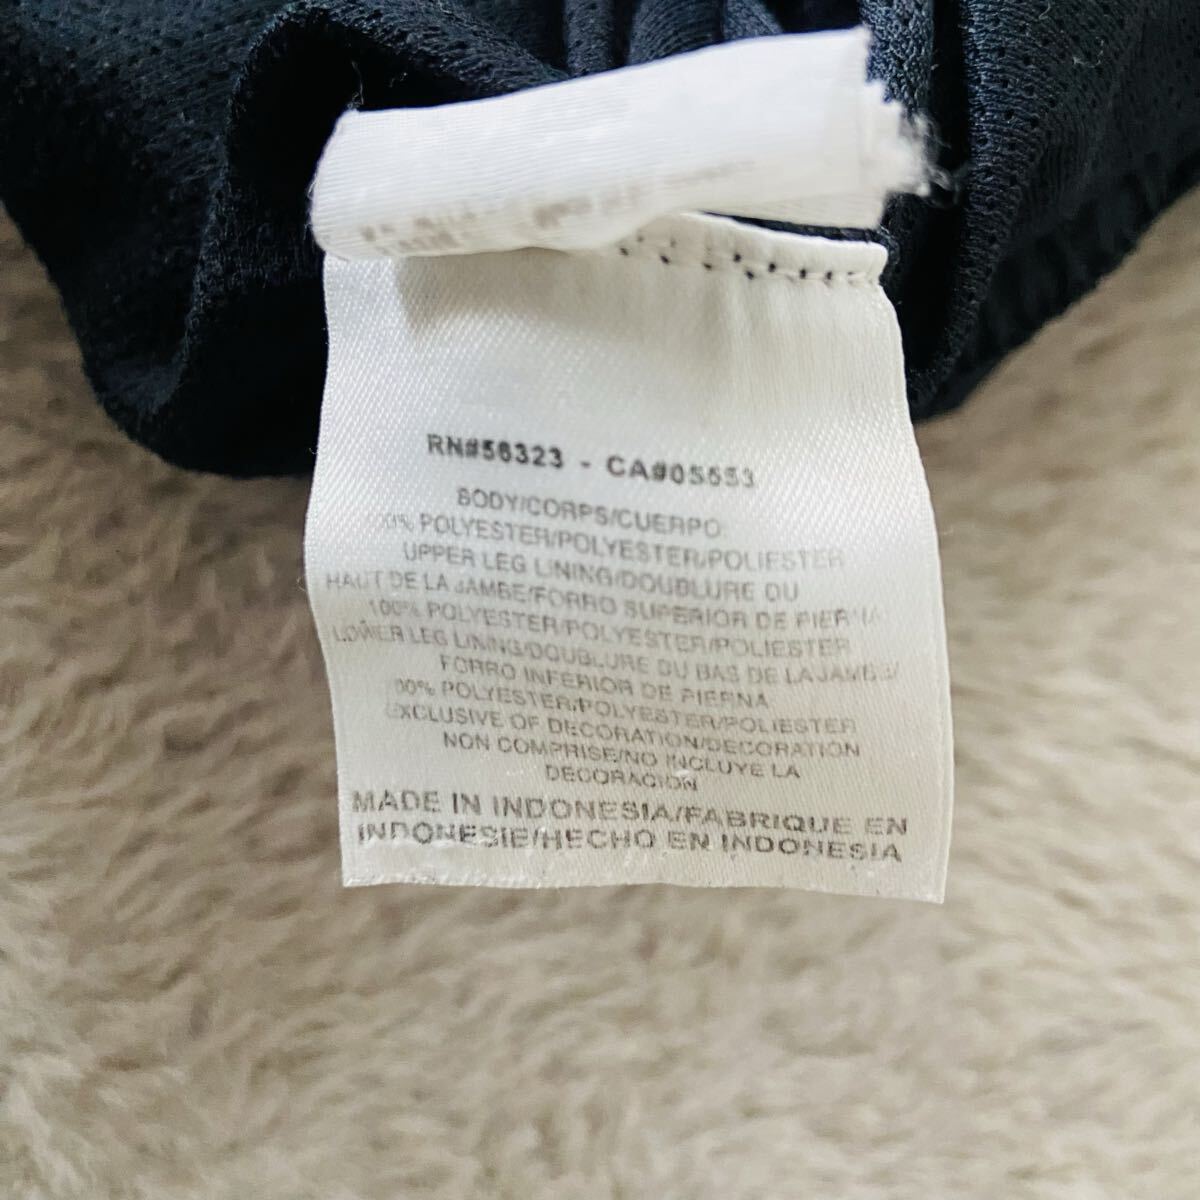 RN#56323 - CA#05553
BODY/CORPS/CUERPO:
100% POLYESTER/POLYESTER/POLIESTER
UPPER LEG LINING/DOUBLURE DU
HAUT DE LA JAMBE/FORRO SUPERIOR DE PIERNA
100% POLYESTER/POLYESTER/POLIESTER
LOWER LEG LINING/DOUBLURE DU BAS DE LA JAMBE/
FORRO INFERIOR DE PIERNA
100% POLYESTER/POLYESTER/POLIESTER
EXCLUSIVE OF DECORATION/DECORATION
NON COMPRISE/NO INCLUYE LA
DECORACION
MADE IN INDONESIA/FABRIQUE EN
INDONESIE/HECHO EN INDONESIA